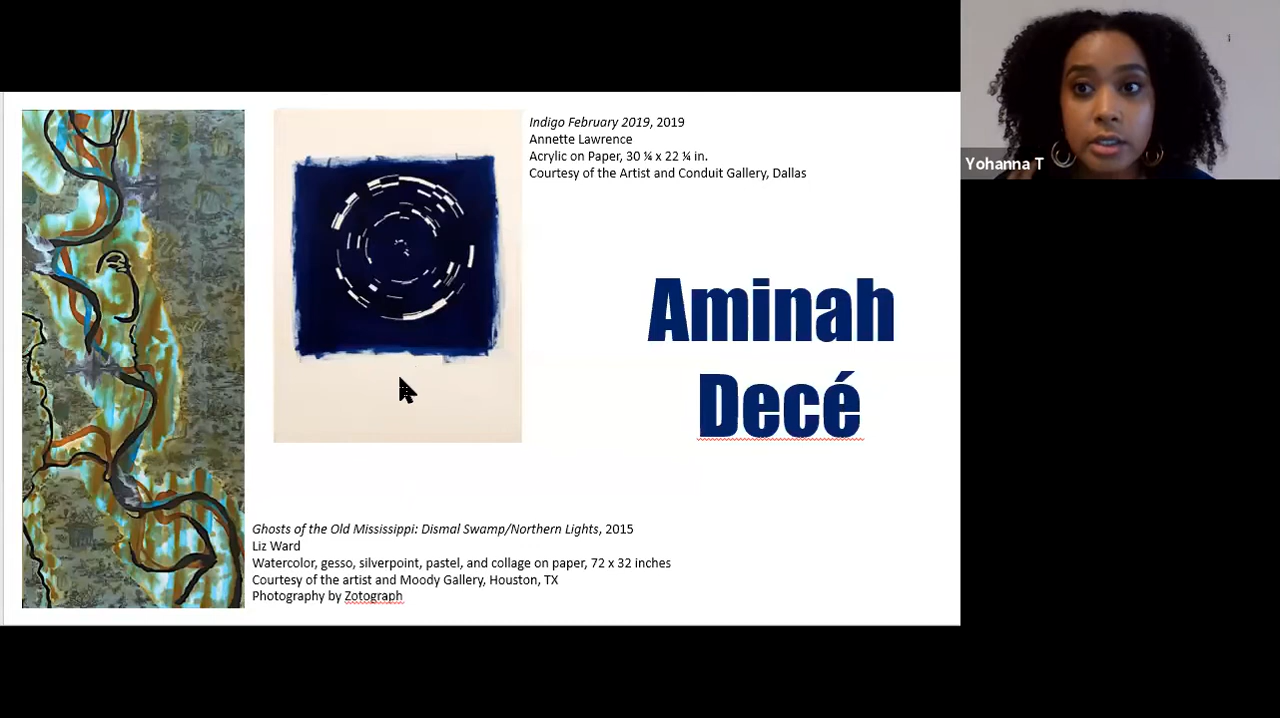 Indigo February 2019, 2019
Annette Lawrence
Acrylic on Paper, 30 ¼ x 22 ¼ in.
Courtesy of the Artist and Conduit Gallery, Dallas
Yohanna T
Aminah
Decé
Ghosts of the Old Mississippi: Dismal Swamp/Northern Lights, 2015
Liz Ward
Watercolor, gesso, silverpoint, pastel, and collage on paper, 72 x 32 inches
Courtesy of the artist and Moody Gallery, Houston, TX
Photography by Zotograph